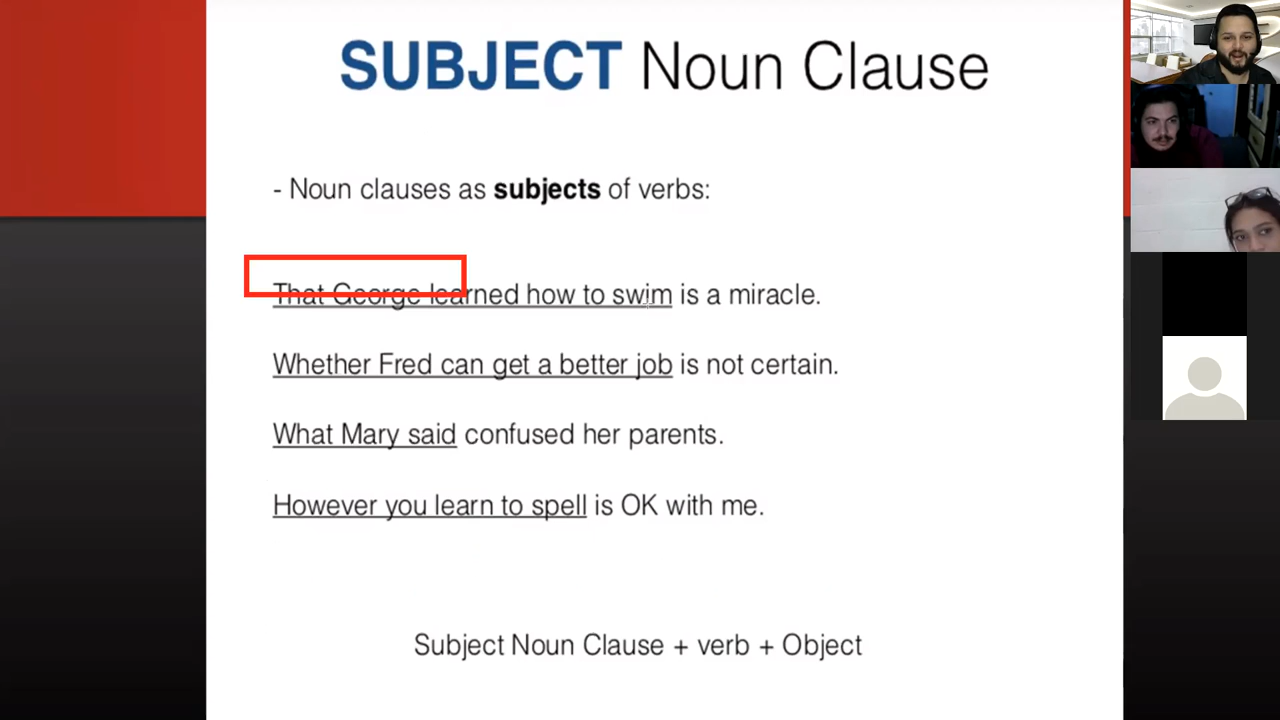 SUBJECT Noun Clause
- Noun clauses as subjects of verbs:
That George learned how to swim is a miracle.
Whether Fred can get a better job is not certain.
What Mary said confused her parents.
However you learn to spell is OK with me.
Subject Noun Clause + verb + Object